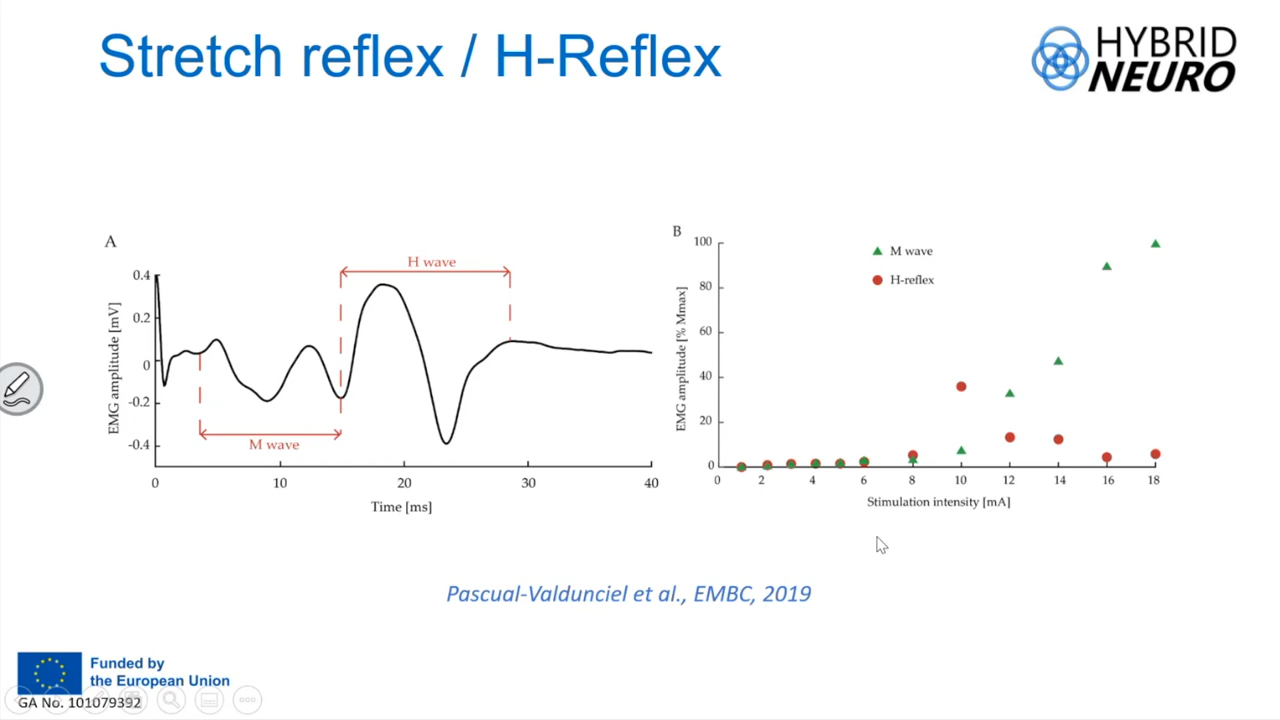 Stretch reflex / H-Reflex
HYBRID
NEURO
A
H wave
0.4
0.2
0
-0.2
-0.4
EMG amplitude [mV]
M wave
0
10
20
30
40
Time [ms]
B
M wave
H-reflex
100
80
60
40
20
0
EMG amplitude [% Mmax]
0
2
4
6
8
10
12
14
16
18
Stimulation intensity [mA]
Pascual-Valdunciel et al., EMBC, 2019
Funded by
the European Union
GA No. 101079392